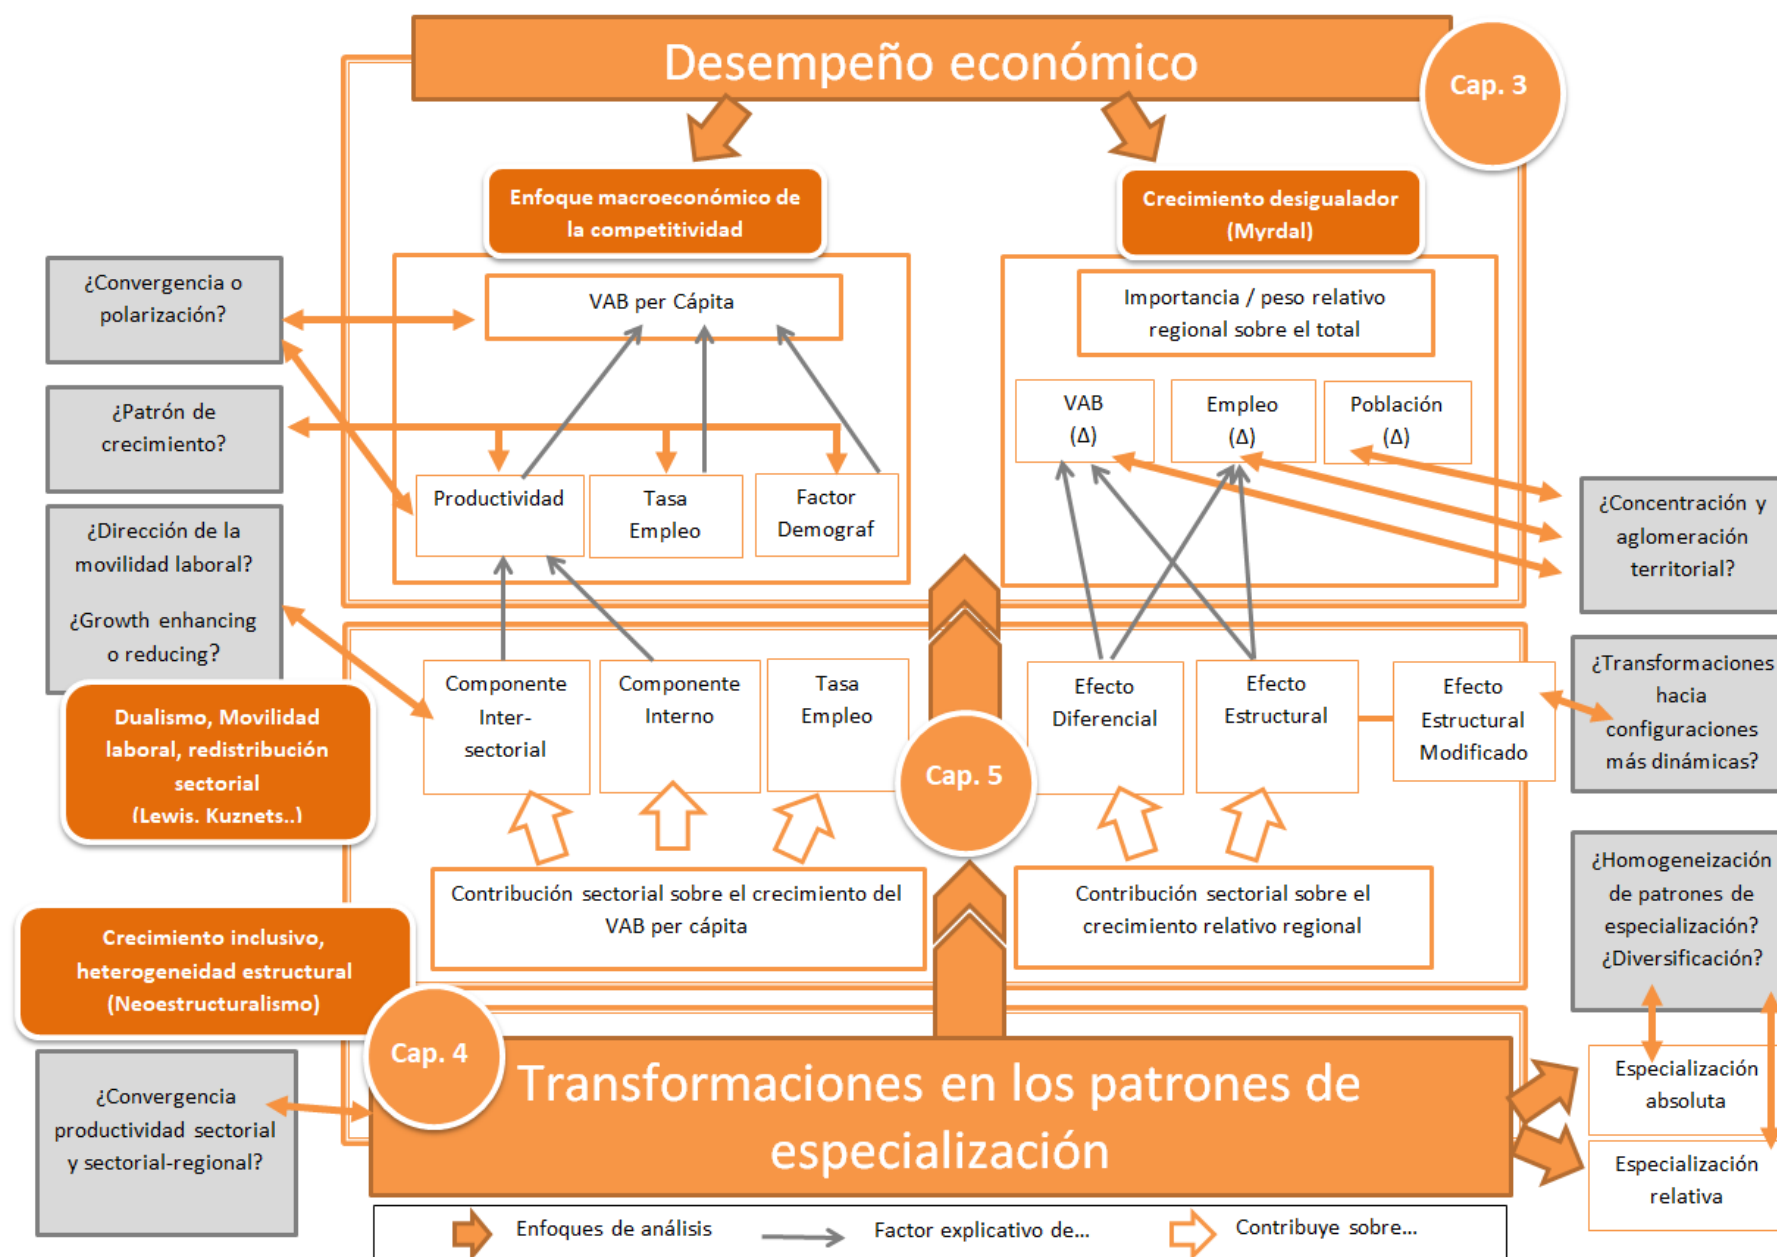 Desempeño económico
Cap. 3
Enfoque macroeconómico de
la competitividad
Crecimiento desigualador
(Myrdal)
¿Convergencia o
polarización?
VAB per Cápita
Importancia / peso relativo
regional sobre el total
¿Patrón de
crecimiento?
VAB
(Δ)
Empleo
(Δ)
Población
(Δ)
Productividad
Tasa
Empleo
Factor
Demograf
¿Concentración y
aglomeración
territorial?
¿Dirección de la
movilidad laboral?
¿Growth enhancing
o reducing?
Dualismo, Movilidad
laboral, redistribución
sectorial
(Lewis. Kuznets..)
Componente
Inter-
sectorial
Componente
Interno
Tasa
Empleo
Cap. 5
Efecto
Diferencial
Efecto
Estructural
Efecto
Estructural
Modificado
¿Transformaciones
hacia
configuraciones
más dinámicas?
Contribución sectorial sobre el crecimiento del
VAB per cápita
Contribución sectorial sobre el
crecimiento relativo regional
¿Homogeneización
de patrones de
especialización?
¿Diversificación?
Crecimiento inclusivo,
heterogeneidad estructural
(Neoestructuralismo)
Cap. 4
¿Convergencia
productividad sectorial
y sectorial-regional?
Transformaciones en los patrones de
especialización
Especialización
absoluta
Especialización
relativa
Enfoques de análisis
Factor explicativo de...
Contribuye sobre...